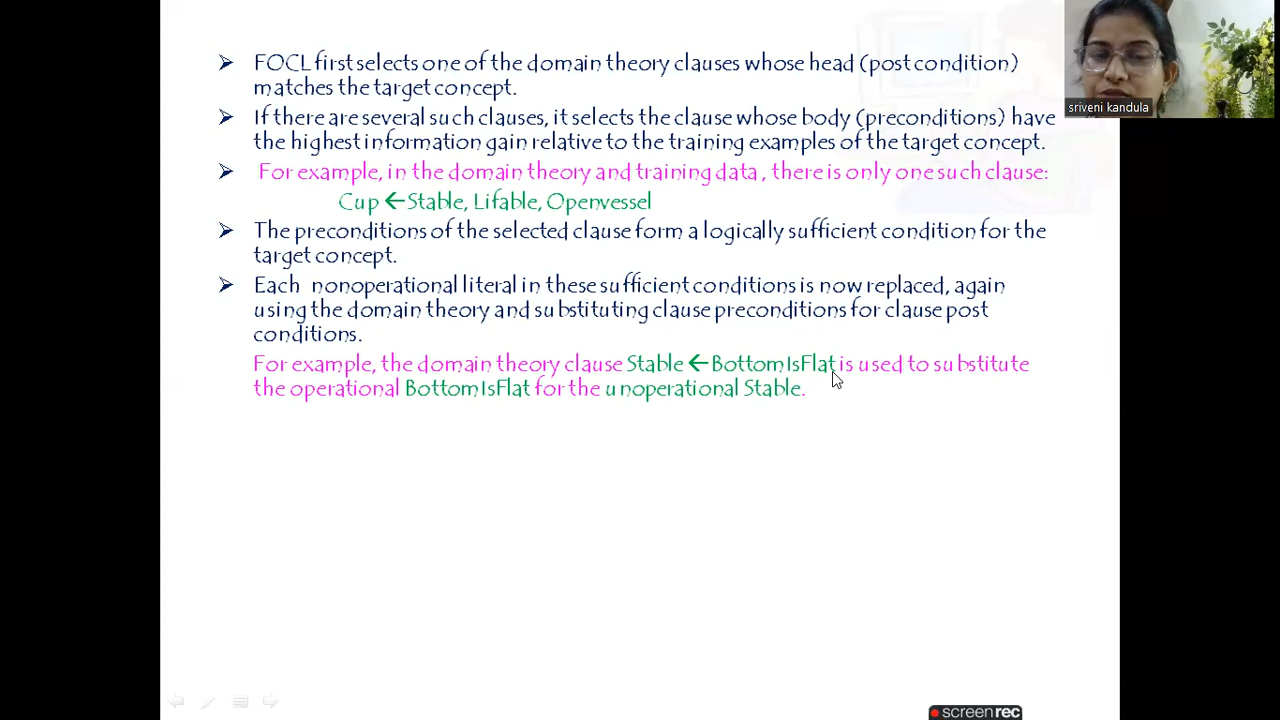 FOCL first selects one of the domain theory clauses whose head (post condition)
matches the target concept.
If there are several such clauses, it selects the clause whose body (preconditions) have
the highest information gain relative to the training examples of the target concept.
For example, in the domain theory and training data , there is only one such clause:
Cup ←Stable, Lifable, Openvessel
The preconditions of the selected clause form a logically sufficient condition for the
target concept.
Each nonoperational literal in these sufficient conditions is now replaced, again
using the domain theory and substituting clause preconditions for clause post
conditions.
For example, the domain theory clause Stable ←BottomIsFlat is used to substitute
the operational BottomIsFlat for the unoperational Stable.
sriveni kandula
screenrec